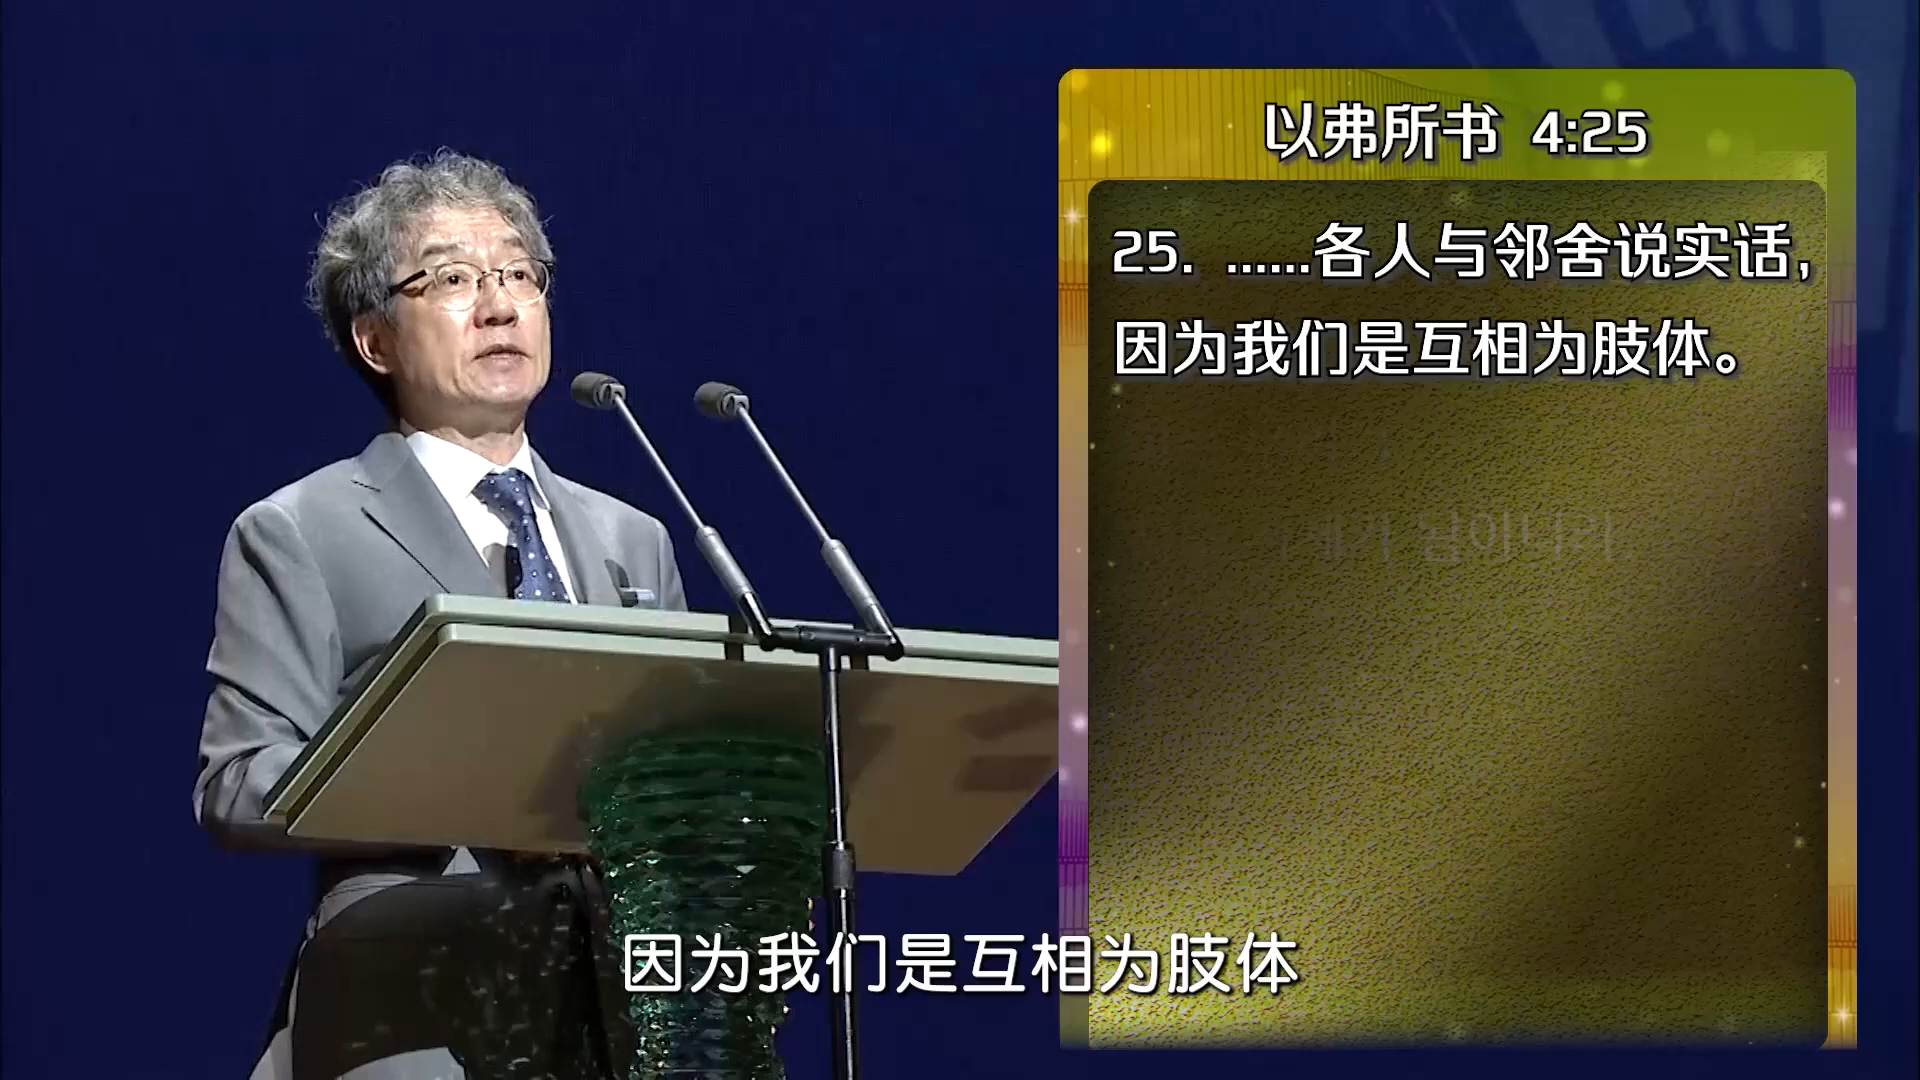 以弗所书 4:25
25. ......各人与邻舍说实话,
因为我们是互相为肢体。
因为我们是互相为肢体